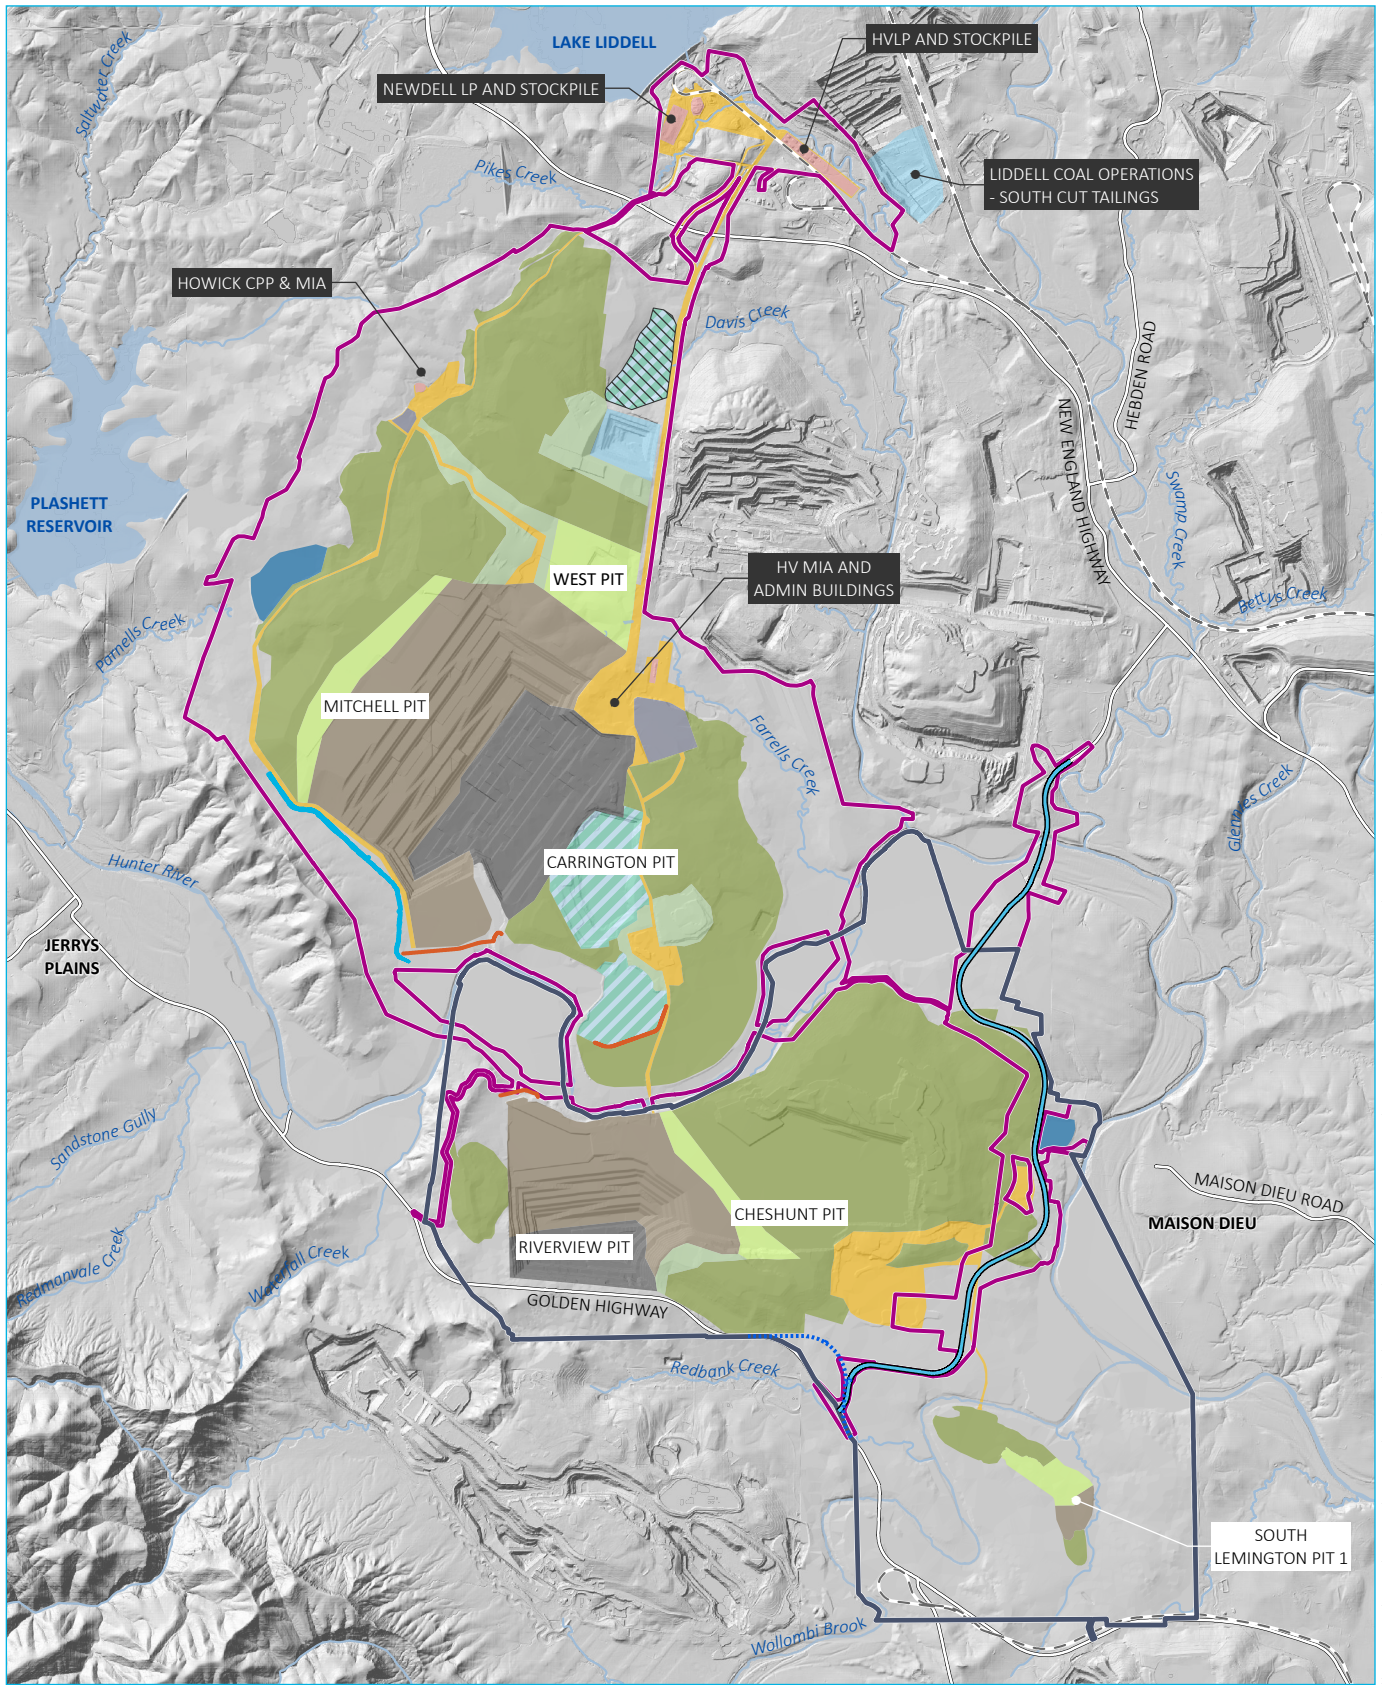 LAKE LIDDELL
HVLP AND STOCKPILE
NEWDELL LP AND STOCKPILE
Saltwater Creek
Pikes Creek
LIDDELL COAL OPERATIONS
- SOUTH CUT TAILINGS
HOWICK CPP & MIA
Davis Creek
HEBDEN ROAD
NEW ENGLAND HIGHWAY
PLASHETT
RESERVOIR
Swamp Creek
WEST PIT
HV MIA AND
ADMIN BUILDINGS
Bettys Creek
Parnells Creek
MITCHELL PIT
Farrells Creek
Glennies Creek
Hunter River
CARRINGTON PIT
JERRYS
PLAINS
Sandstone Gully
MAISON DIEU ROAD
MAISON DIEU
CHESHUNT PIT
RIVERVIEW PIT
Redmanvale Creek
Waterfall Creek
GOLDEN HIGHWAY
Redbank Creek
SOUTH
LEMINGTON PIT 1
Wollombi Brook